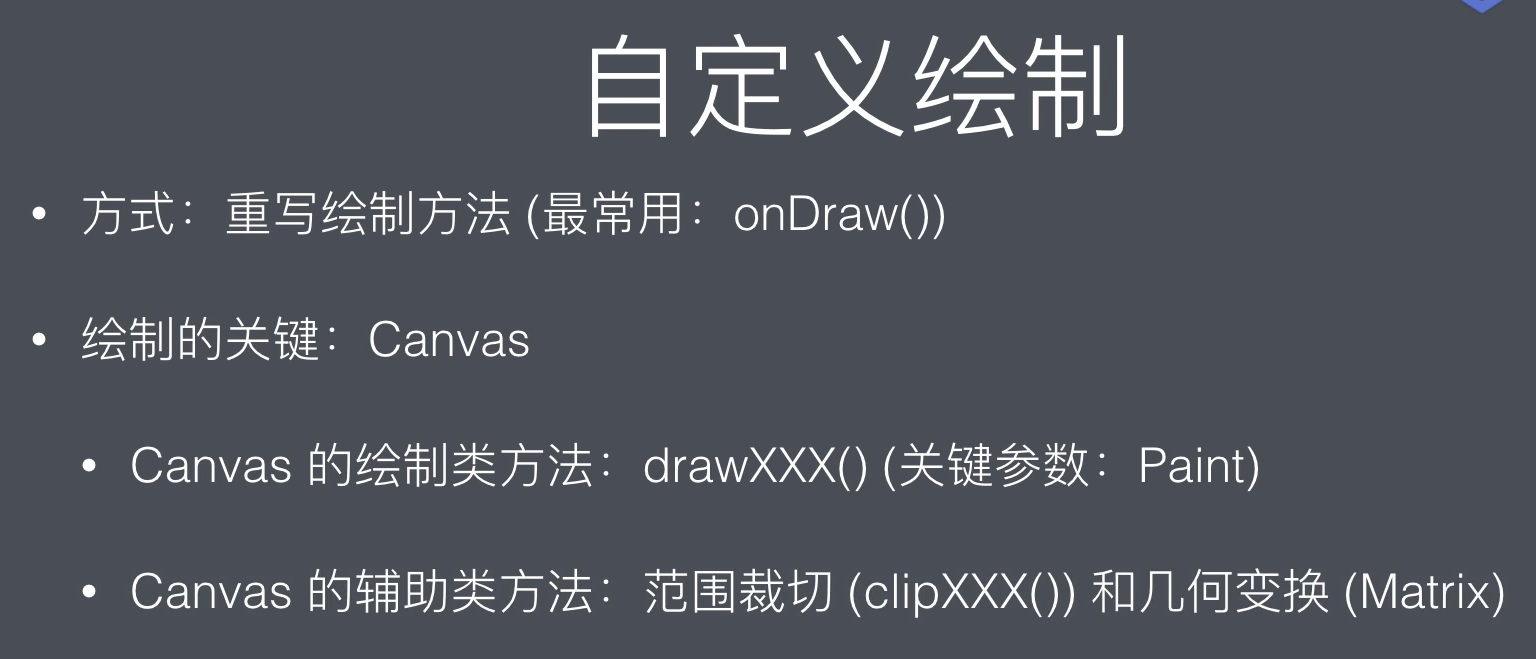 自定义绘制
• 方式：重写绘制方法 (最常用：onDraw())
• 绘制的关键：Canvas
• Canvas 的绘制类方法：drawXXX() (关键参数：Paint)
• Canvas 的辅助类方法：范围裁切 (clipXXX()) 和几何变换 (Matrix)